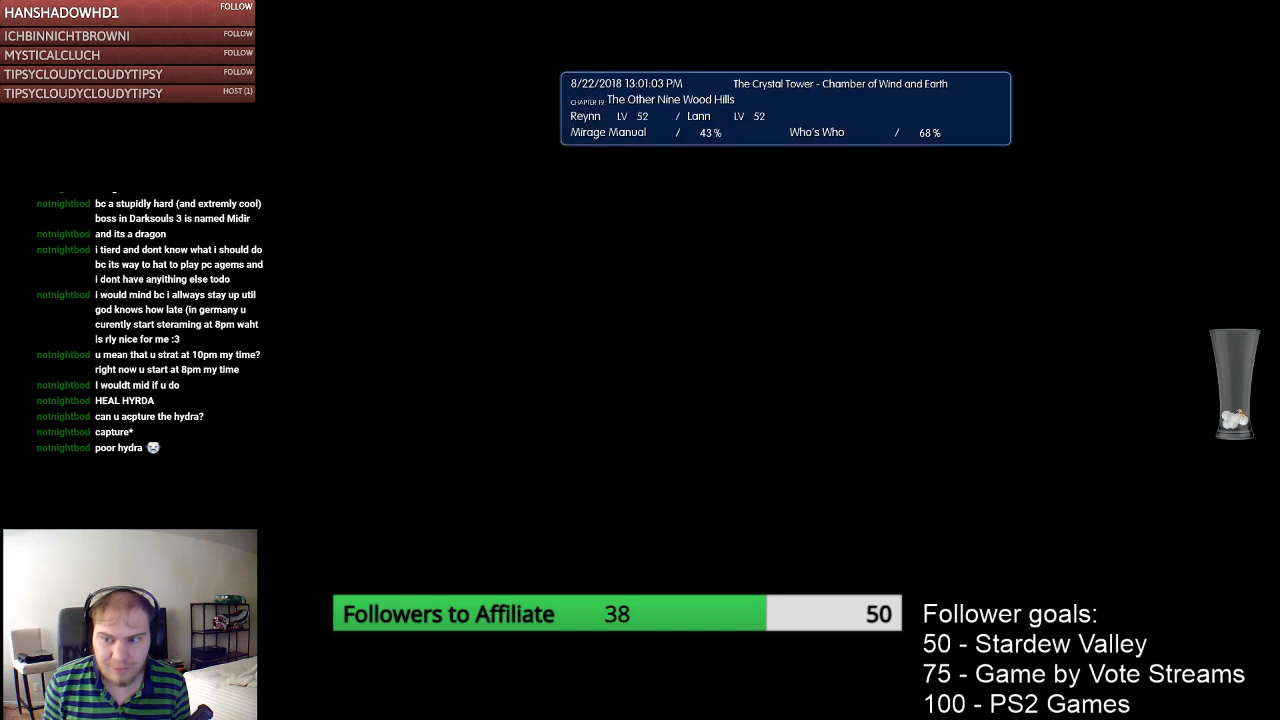 HANSHADOWHD1 FOLLOW
ICHBINNICHTBROWNI FOLLOW
MYSTICALCLUCH FOLLOW
TIPSYCLOUDYCLOUDYTIPSY FOLLOW
TIPSYCLOUDYCLOUDYTIPSY HOST (1)
8/22/2018 13:01:03 PM The Crystal Tower - Chamber of Wind and Earth
CHAPTER 19 The Other Nine Wood Hills
Reynn LV 52 / Lann LV 52
Mirage Manual / 43 % Who's Who / 68 %
notnightbod bc a stupidly hard (and extremly cool)
boss in Darksouls 3 is named Midir
notnightbod and its a dragon
notnightbod i tierd and dont know what i should do
bc its way to hat to play pc agems and
i dont have anyithing else todo
notnightbod i would mind bc i allways stay up util
god knows how late (in germany u
curently start steraming at 8pm waht
is rly nice for me :3
notnightbod u mean that u strat at 10pm my time?
right now u start at 8pm my time
notnightbod I wouldt mid if u do
notnightbod HEAL HYRDA
notnightbod can u acpture the hydra?
notnightbod capture*
notnightbod poor hydra
Followers to Affiliate 38 50
Follower goals:
50 - Stardew Valley
75 - Game by Vote Streams
100 - PS2 Games